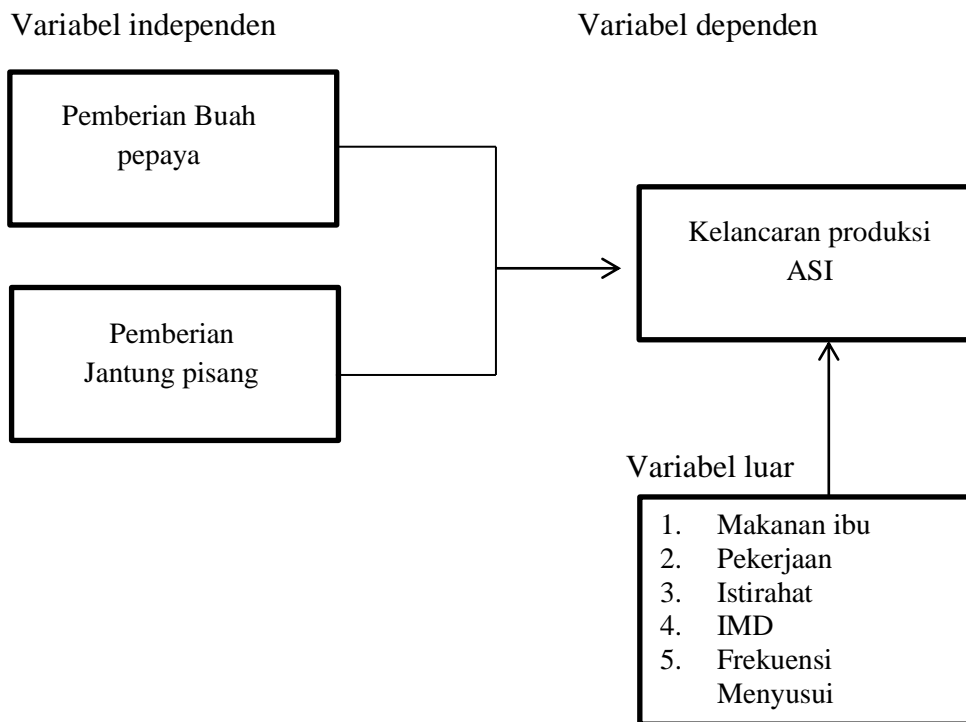 Variabel independen
Variabel dependen
Pemberian Buah
pepaya
Kelancaran produksi
ASI
Pemberian
Jantung pisang
Variabel luar
1. Makanan ibu
2. Pekerjaan
3. Istirahat
4. IMD
5. Frekuensi
Menyusui